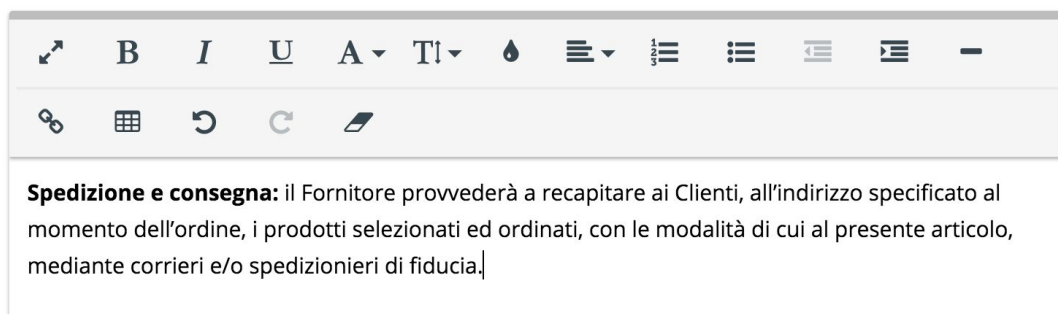 B I U A T
Spedizione e consegna: il Fornitore provvederà a recapitare ai Clienti, all’indirizzo specificato al
momento dell’ordine, i prodotti selezionati ed ordinati, con le modalità di cui al presente articolo,
mediante corrieri e/o spedizionieri di fiducia.